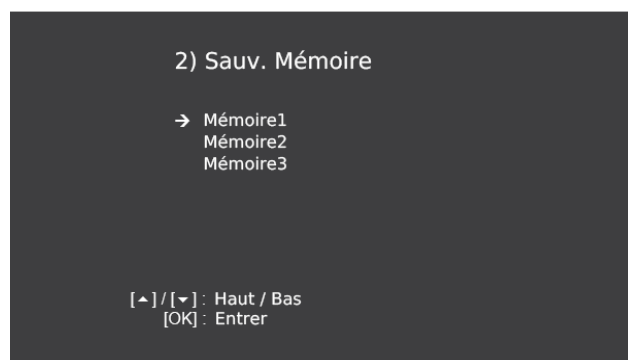 2) Sauv. Mémoire
→ Mémoire1
Mémoire2
Mémoire3
[▲]/[▼] : Haut / Bas
[OK] : Entrer